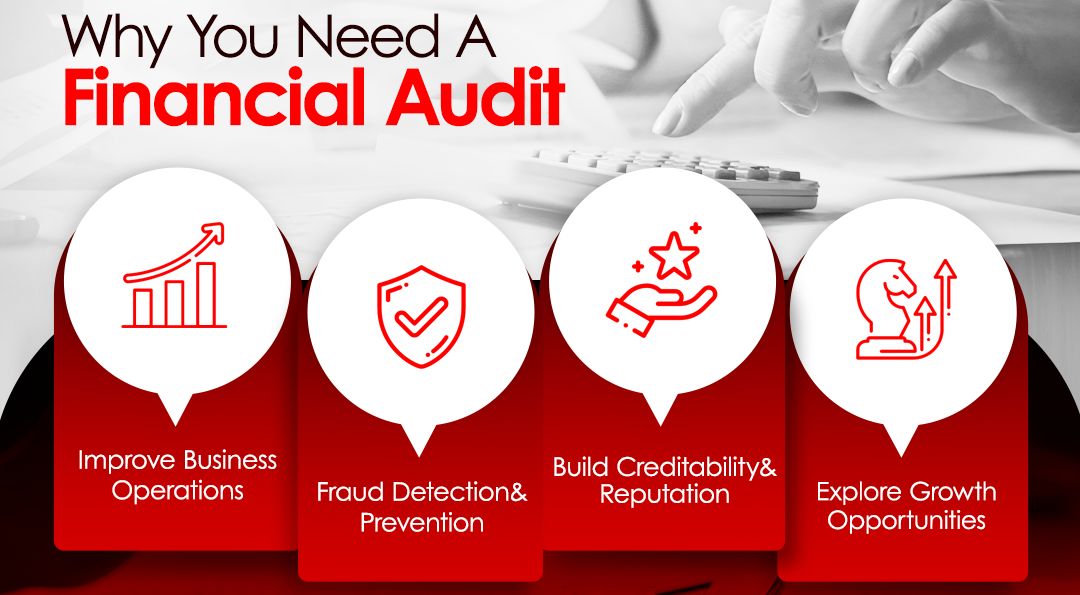 Why You Need A
Financial Audit
Improve Business
Operations
Fraud Detection&
Prevention
Build Creditability&
Reputation
Explore Growth
Opportunities